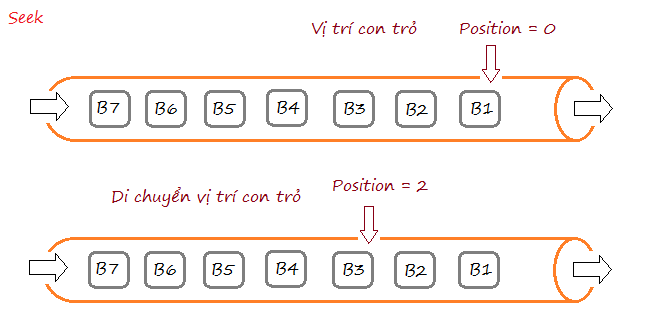 Seek
Vị trí con trỏ Position = 0
B7 B6 B5 B4 B3 B2 B1
Di chuyển vị trí con trỏ Position = 2
B7 B6 B5 B4 B3 B2 B1